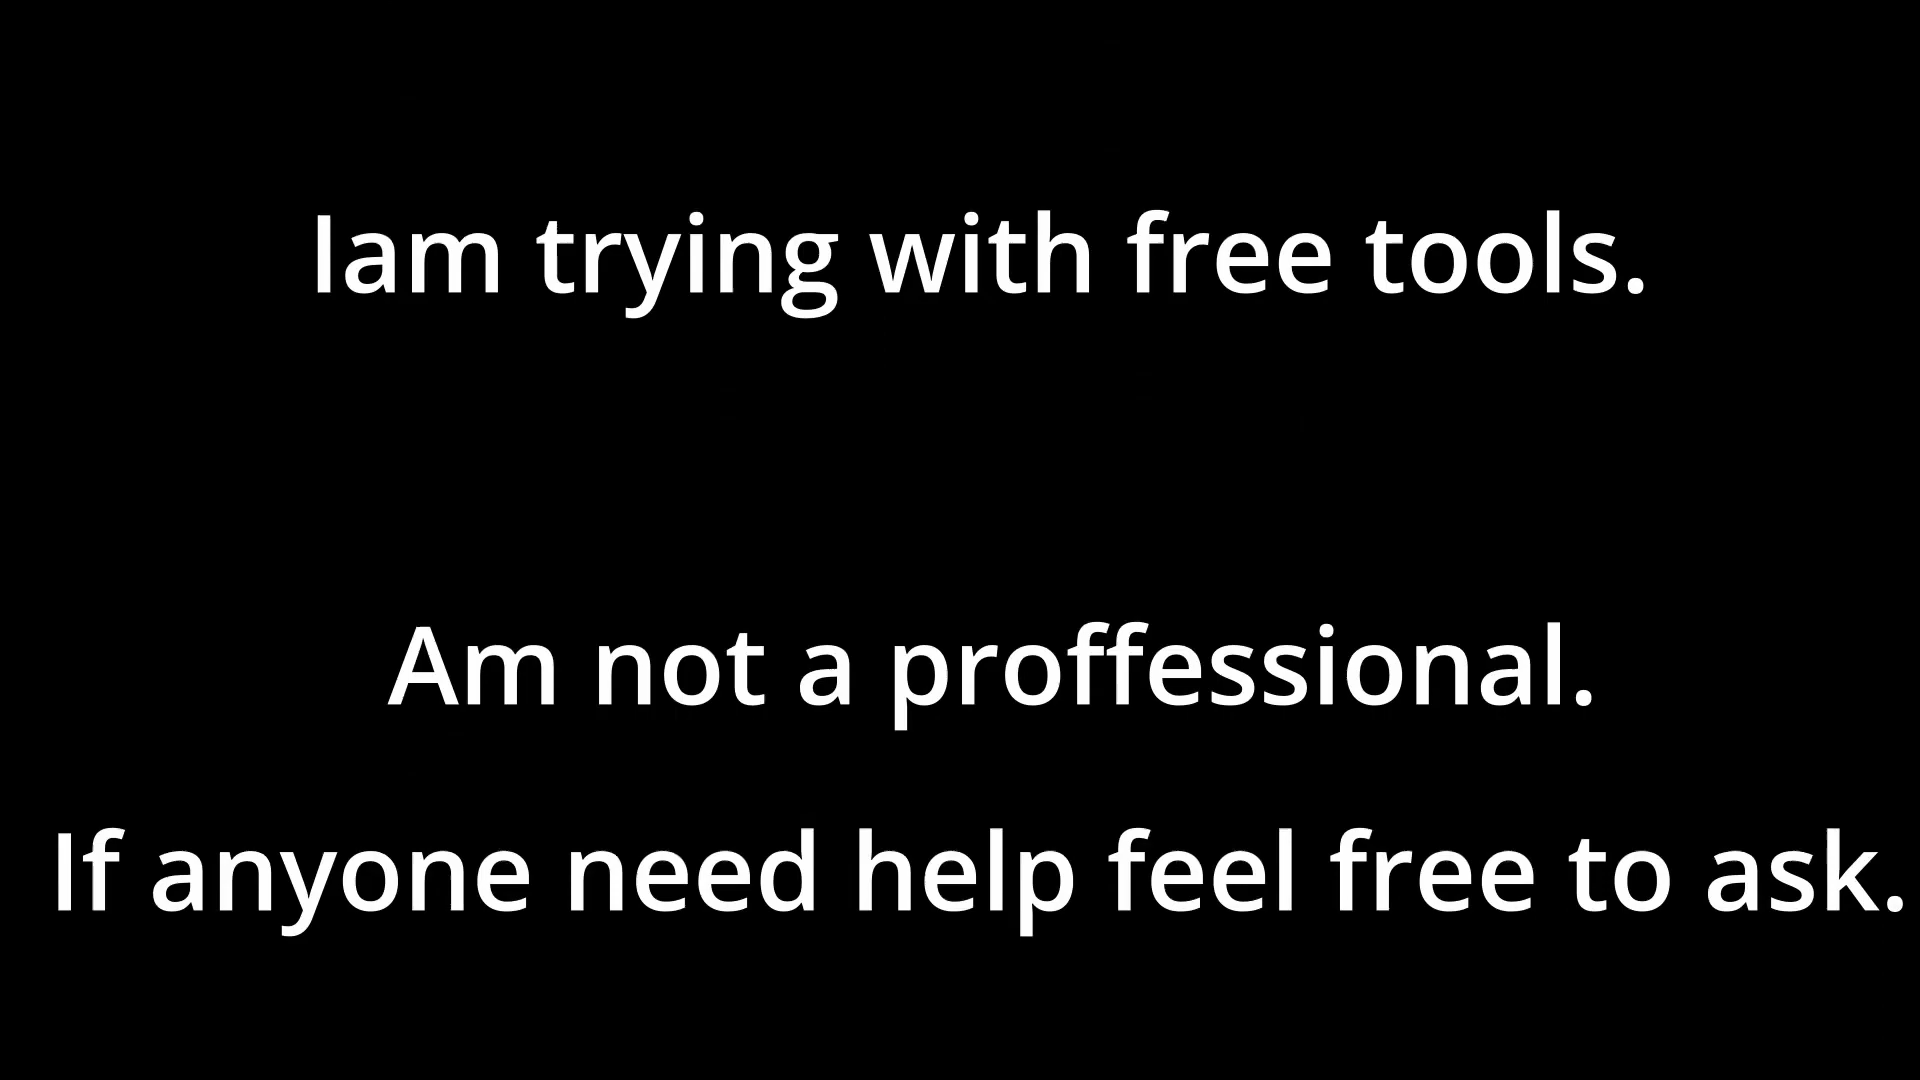 Iam trying with free tools.
Am not a proffessional.
If anyone need help feel free to ask.